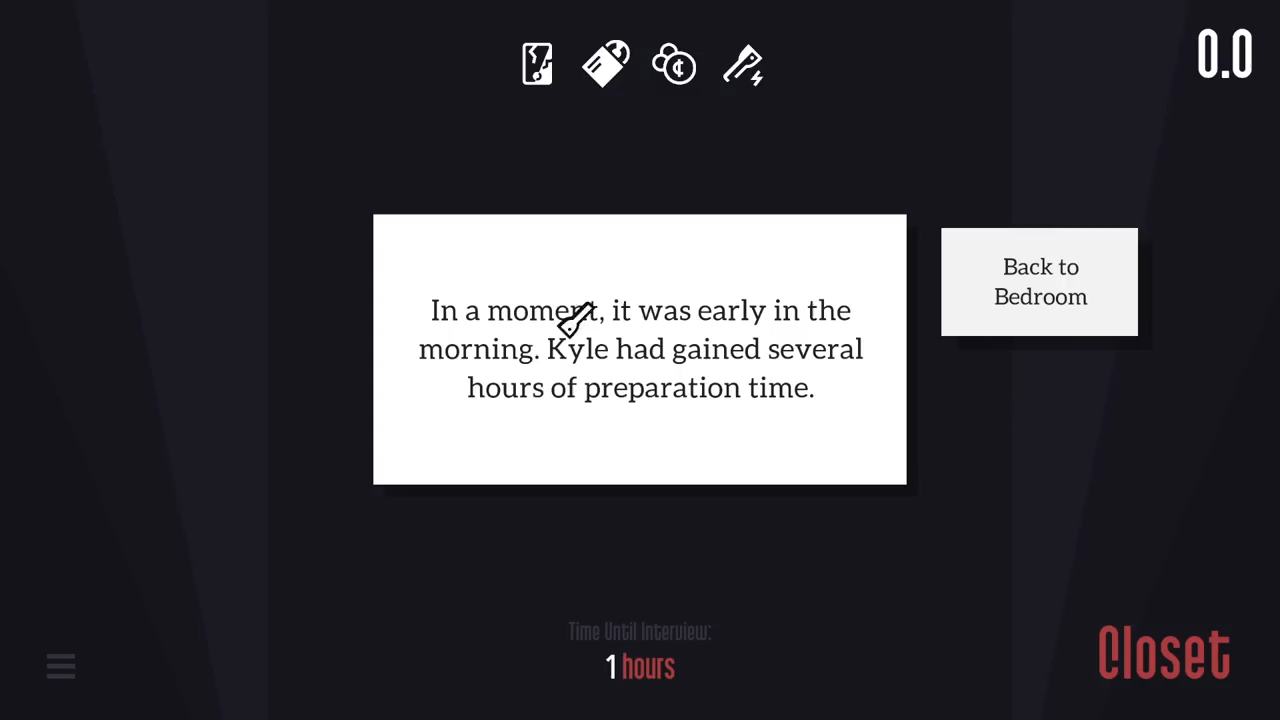 0.0
In a moment, it was early in the
morning. Kyle had gained several
hours of preparation time.
Back to
Bedroom
Time Until Interview:
1 hours
Closet